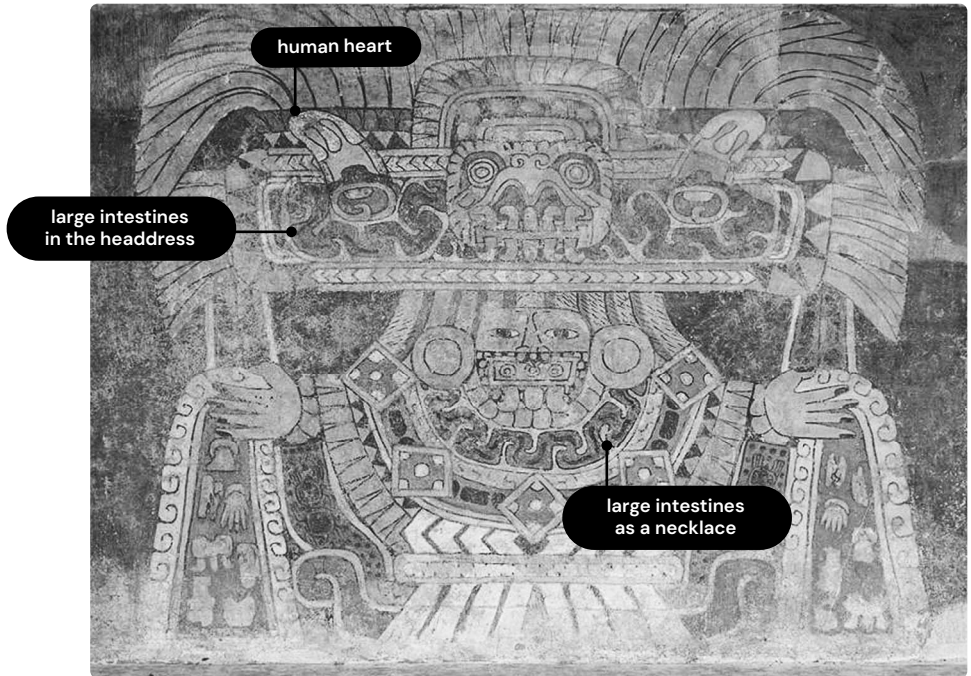 human heart
large intestines
in the headdress
large intestines
as a necklace